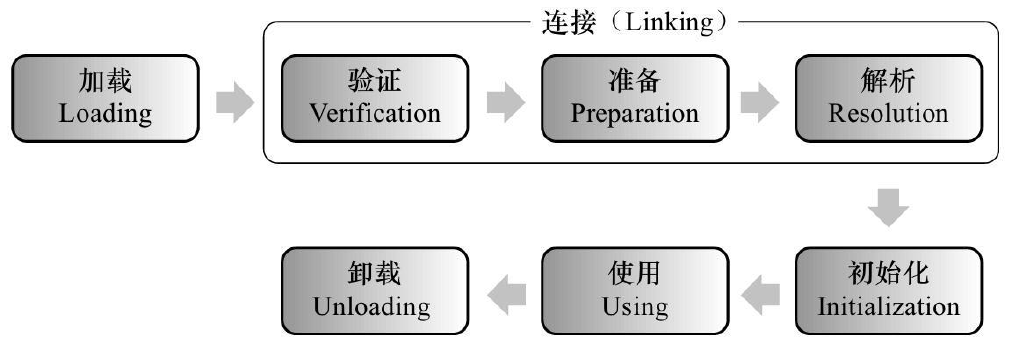 连接（Linking）
加载
Loading
验证
Verification
准备
Preparation
解析
Resolution
初始化
Initialization
使用
Using
卸载
Unloading